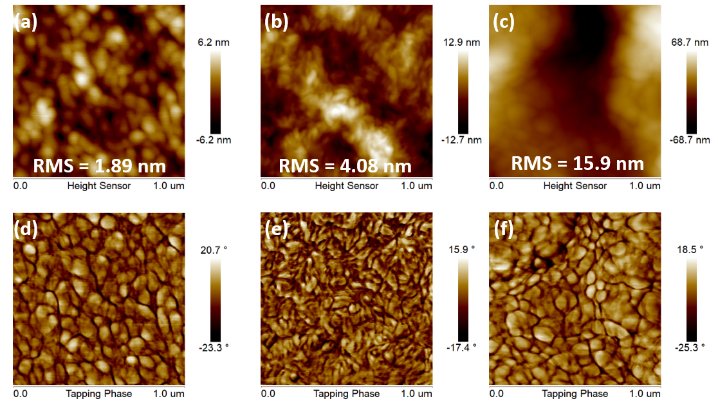 (a)
6.2 nm
-6.2 nm
RMS = 1.89 nm
0.0 Height Sensor 1.0 um
(b)
12.9 nm
-12.7 nm
RMS = 4.08 nm
0.0 Height Sensor 1.0 um
(c)
68.7 nm
-68.7 nm
RMS = 15.9 nm
0.0 Height Sensor 1.0 um
(d)
20.7 °
-23.3 °
0.0 Tapping Phase 1.0 um
(e)
15.9 °
-17.4 °
0.0 Tapping Phase 1.0 um
(f)
18.5 °
-25.3 °
0.0 Tapping Phase 1.0 um